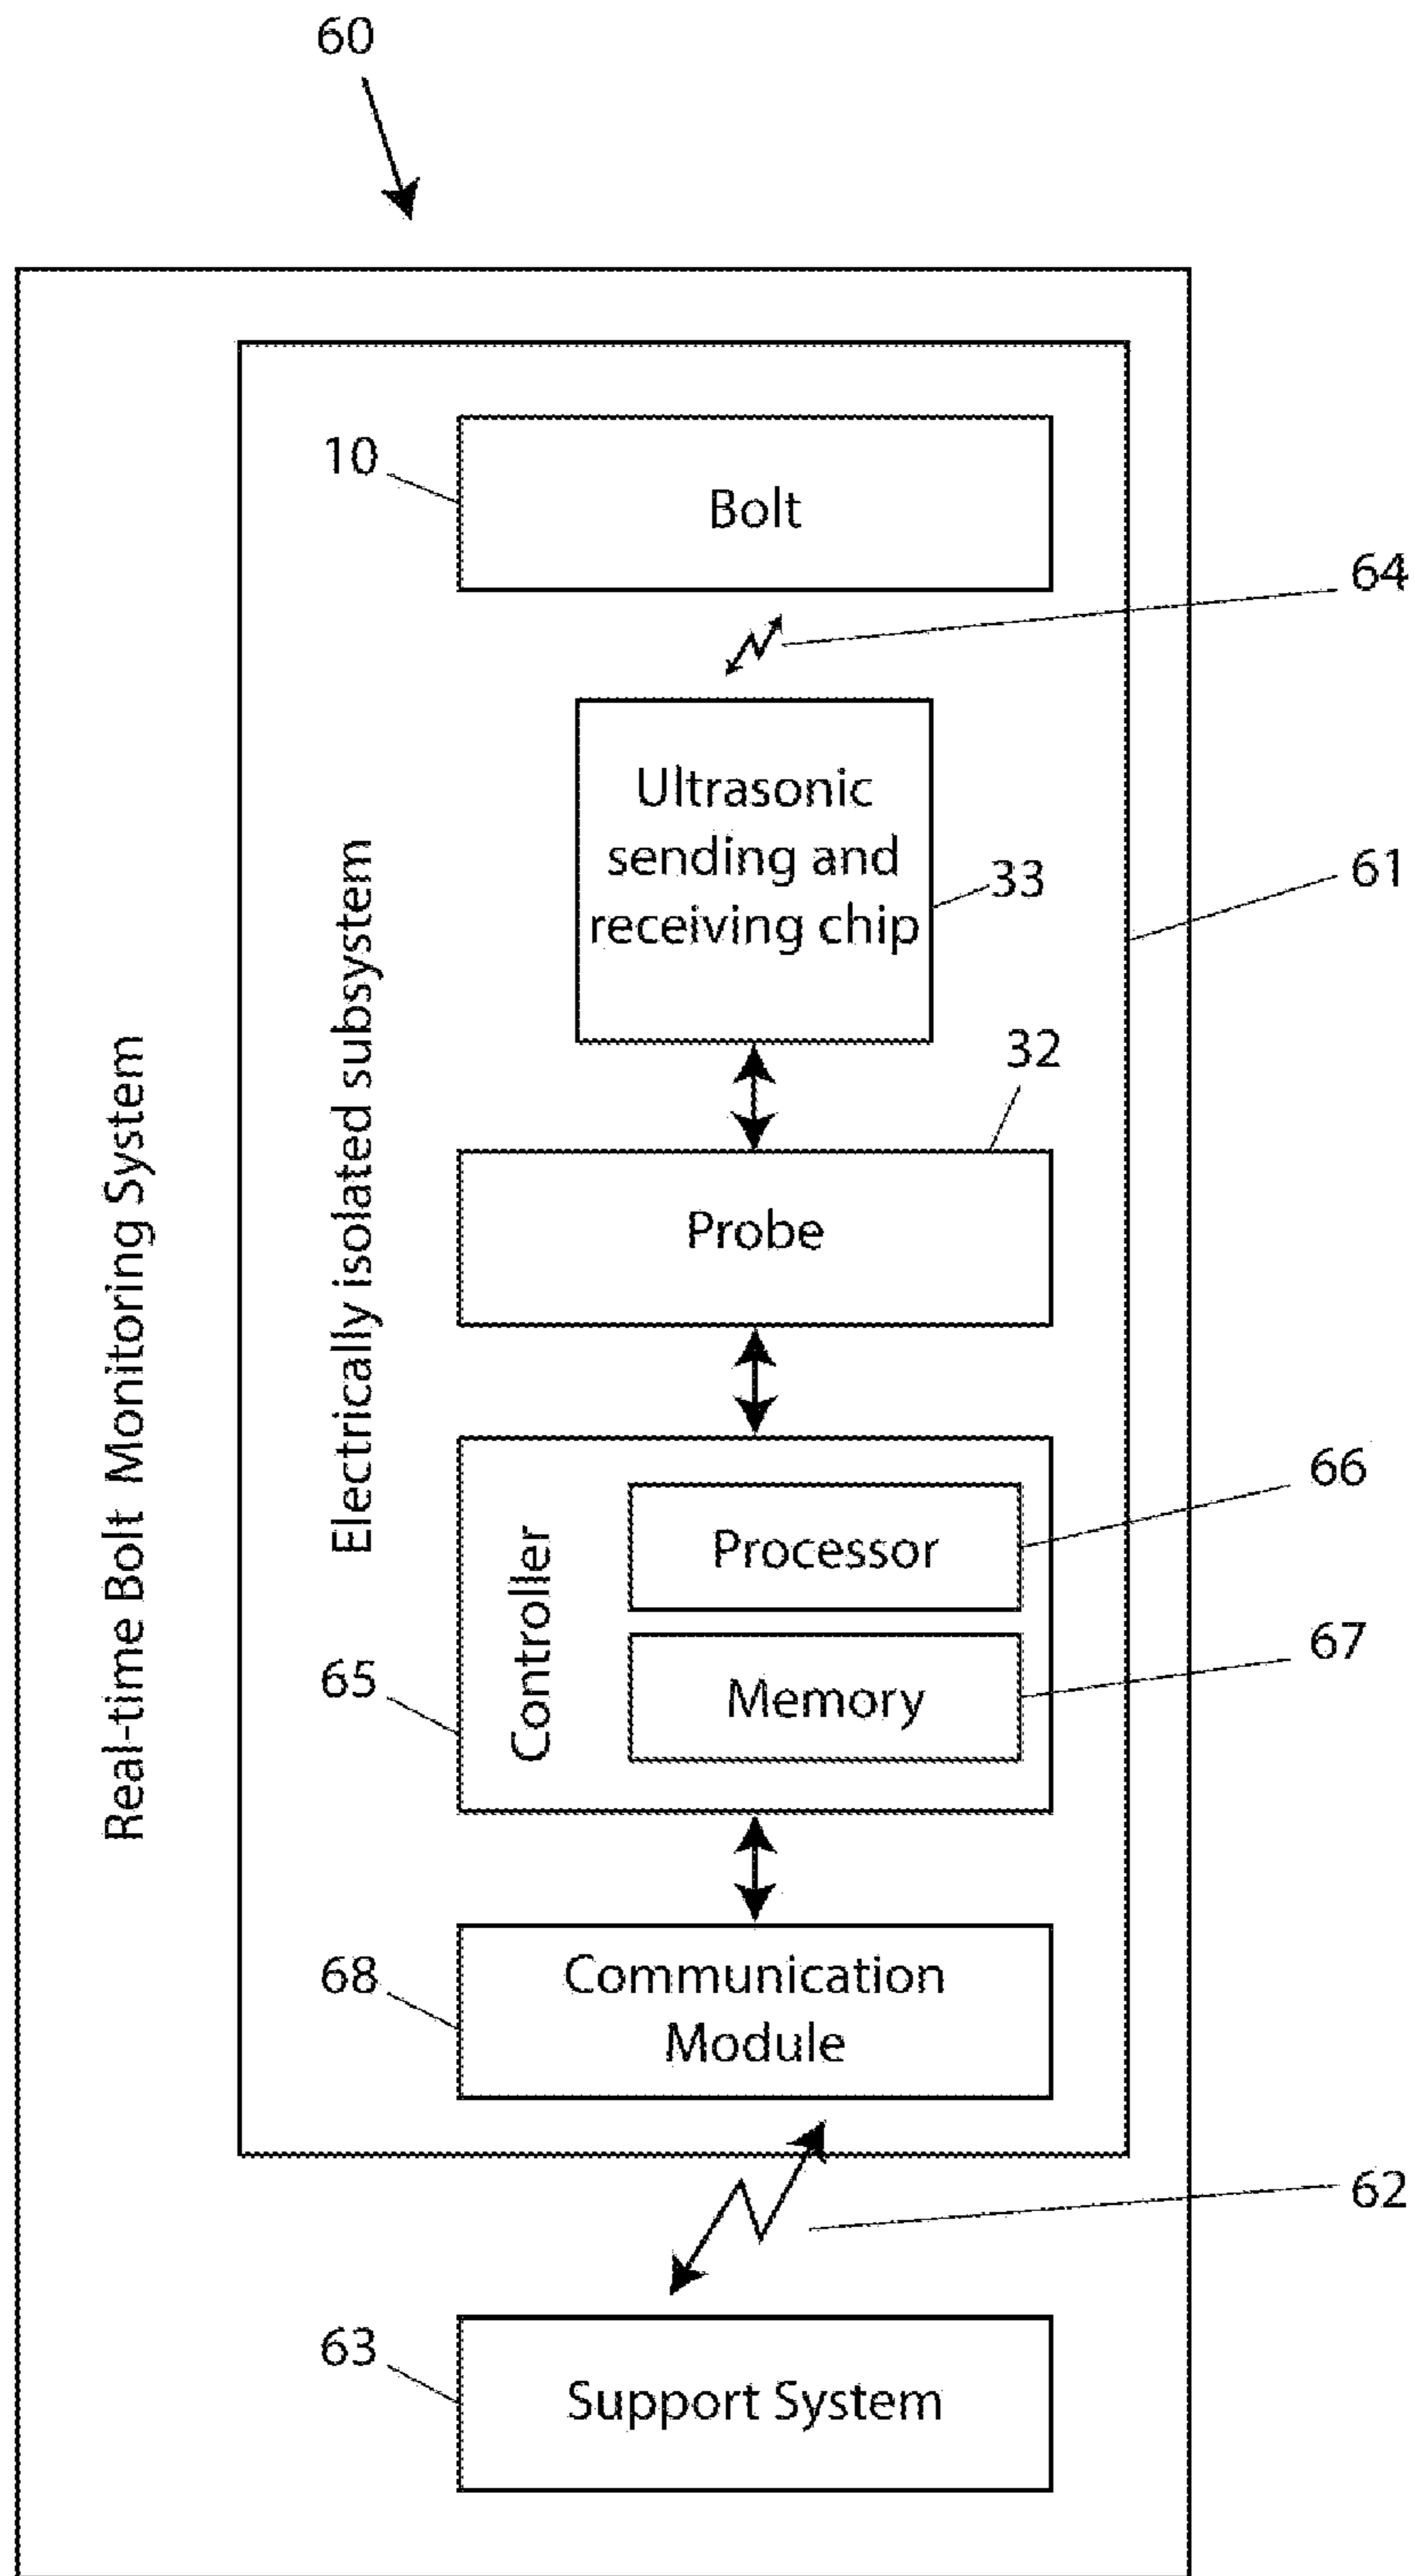 60
10
Bolt
64
Ultrasonic
sending and
receiving chip
33
61
32
Probe
Real-time Bolt Monitoring System
Electrically isolated subsystem
Controller
Processor
66
Memory
67
65
68
Communication
Module
62
63
Support System